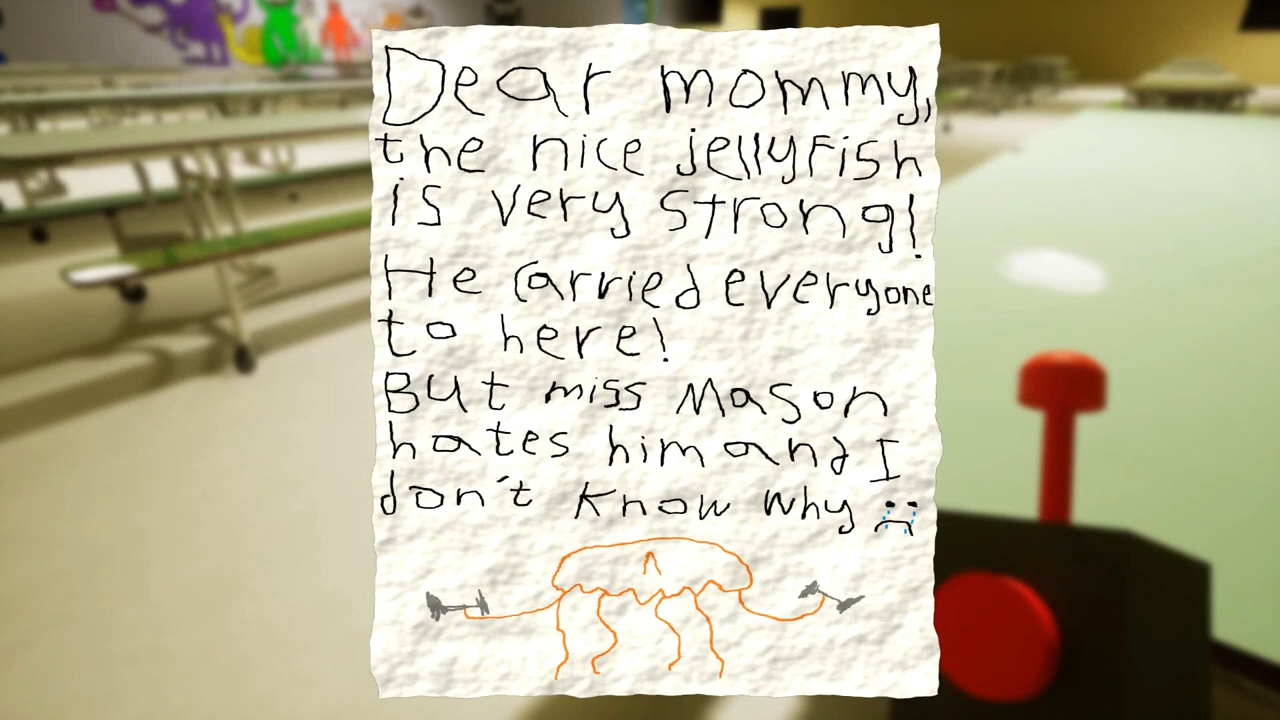 Dear mommy,
the nice jellyfish
is very strong!
He carried everyone
to here!
But miss Mason
hates him and I
don't know why